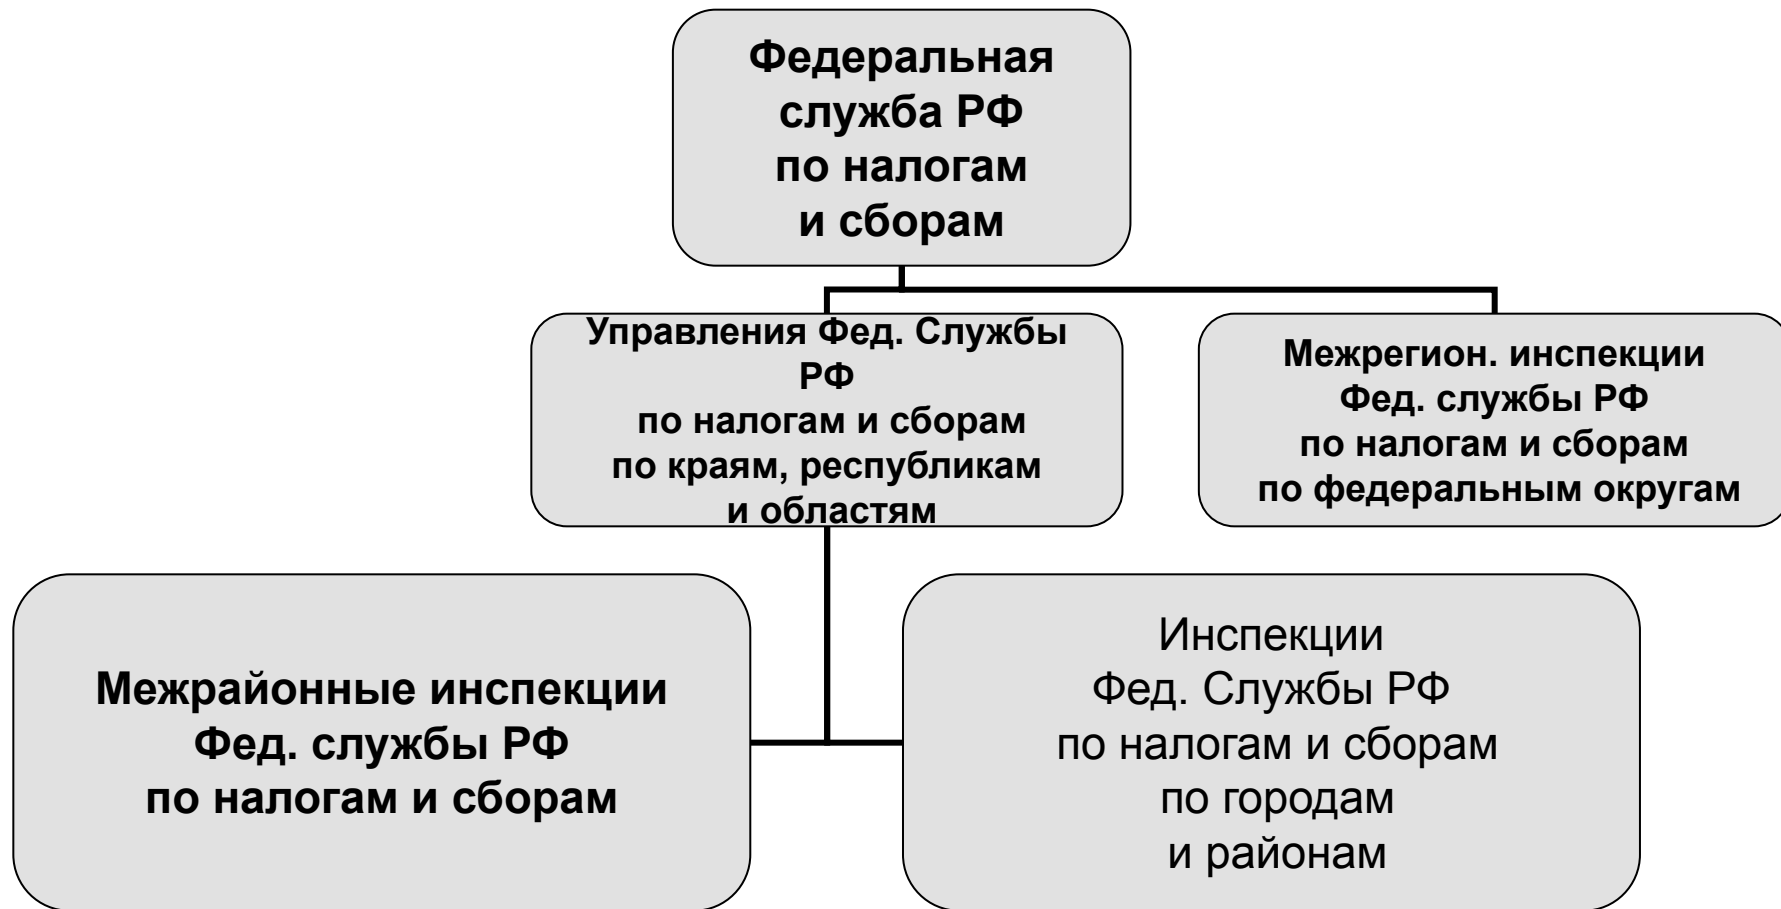 Федеральная
служба РФ
по налогам
и сборам
Управления Фед. Службы
РФ
по налогам и сборам
по краям, республикам
и областям
Межрегион. инспекции
Фед. службы РФ
по налогам и сборам
по федеральным округам
Межрайонные инспекции
Фед. службы РФ
по налогам и сборам
Инспекции
Фед. Службы РФ
по налогам и сборам
по городам
и районам